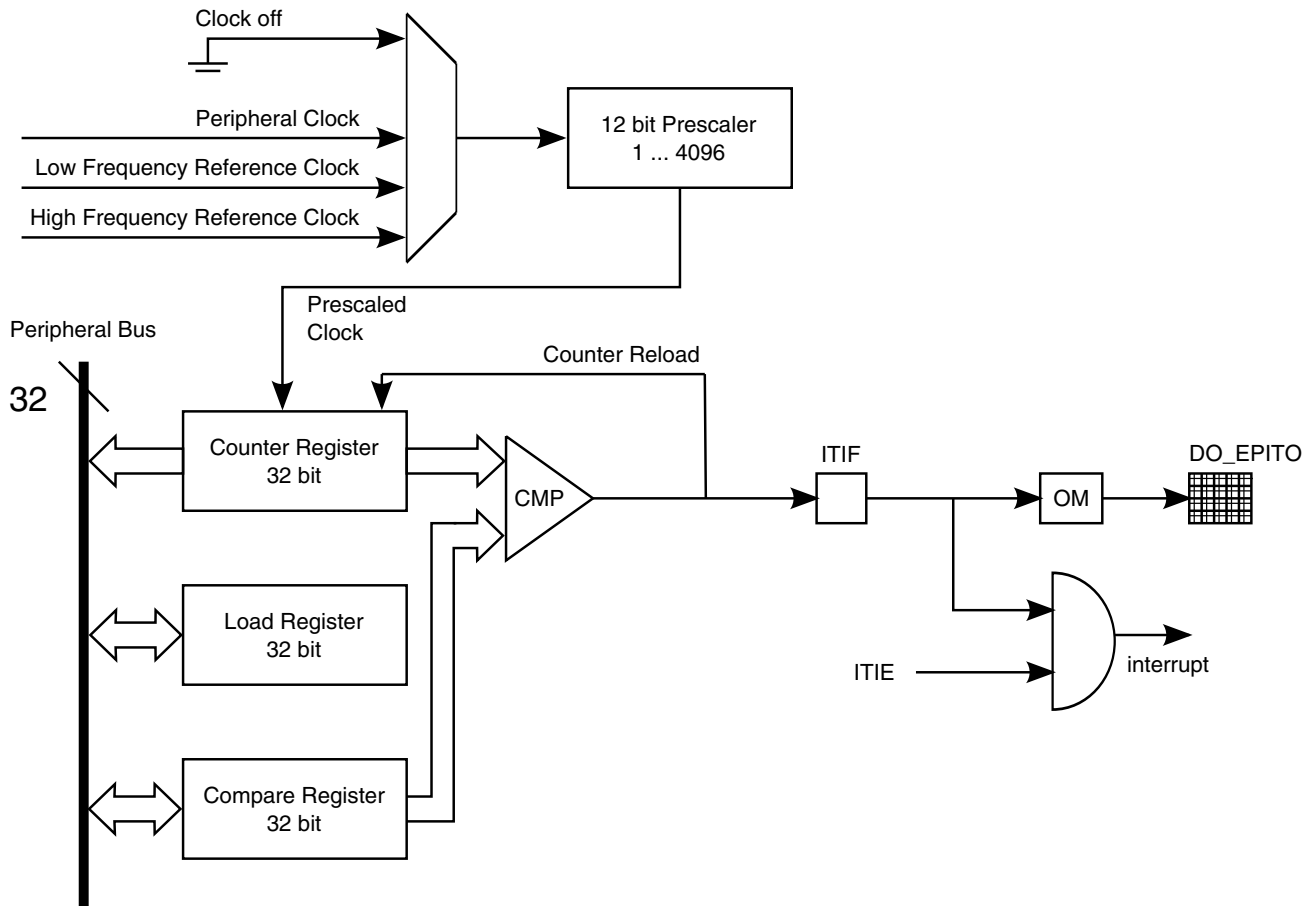 Clock off
Peripheral Clock
Low Frequency Reference Clock
High Frequency Reference Clock
12 bit Prescaler
1 ... 4096
Prescaled
Clock
Peripheral Bus
32
Counter Reload
Counter Register
32 bit
CMP
ITIF
OM
DO_EPITO
Load Register
32 bit
ITIE
interrupt
Compare Register
32 bit